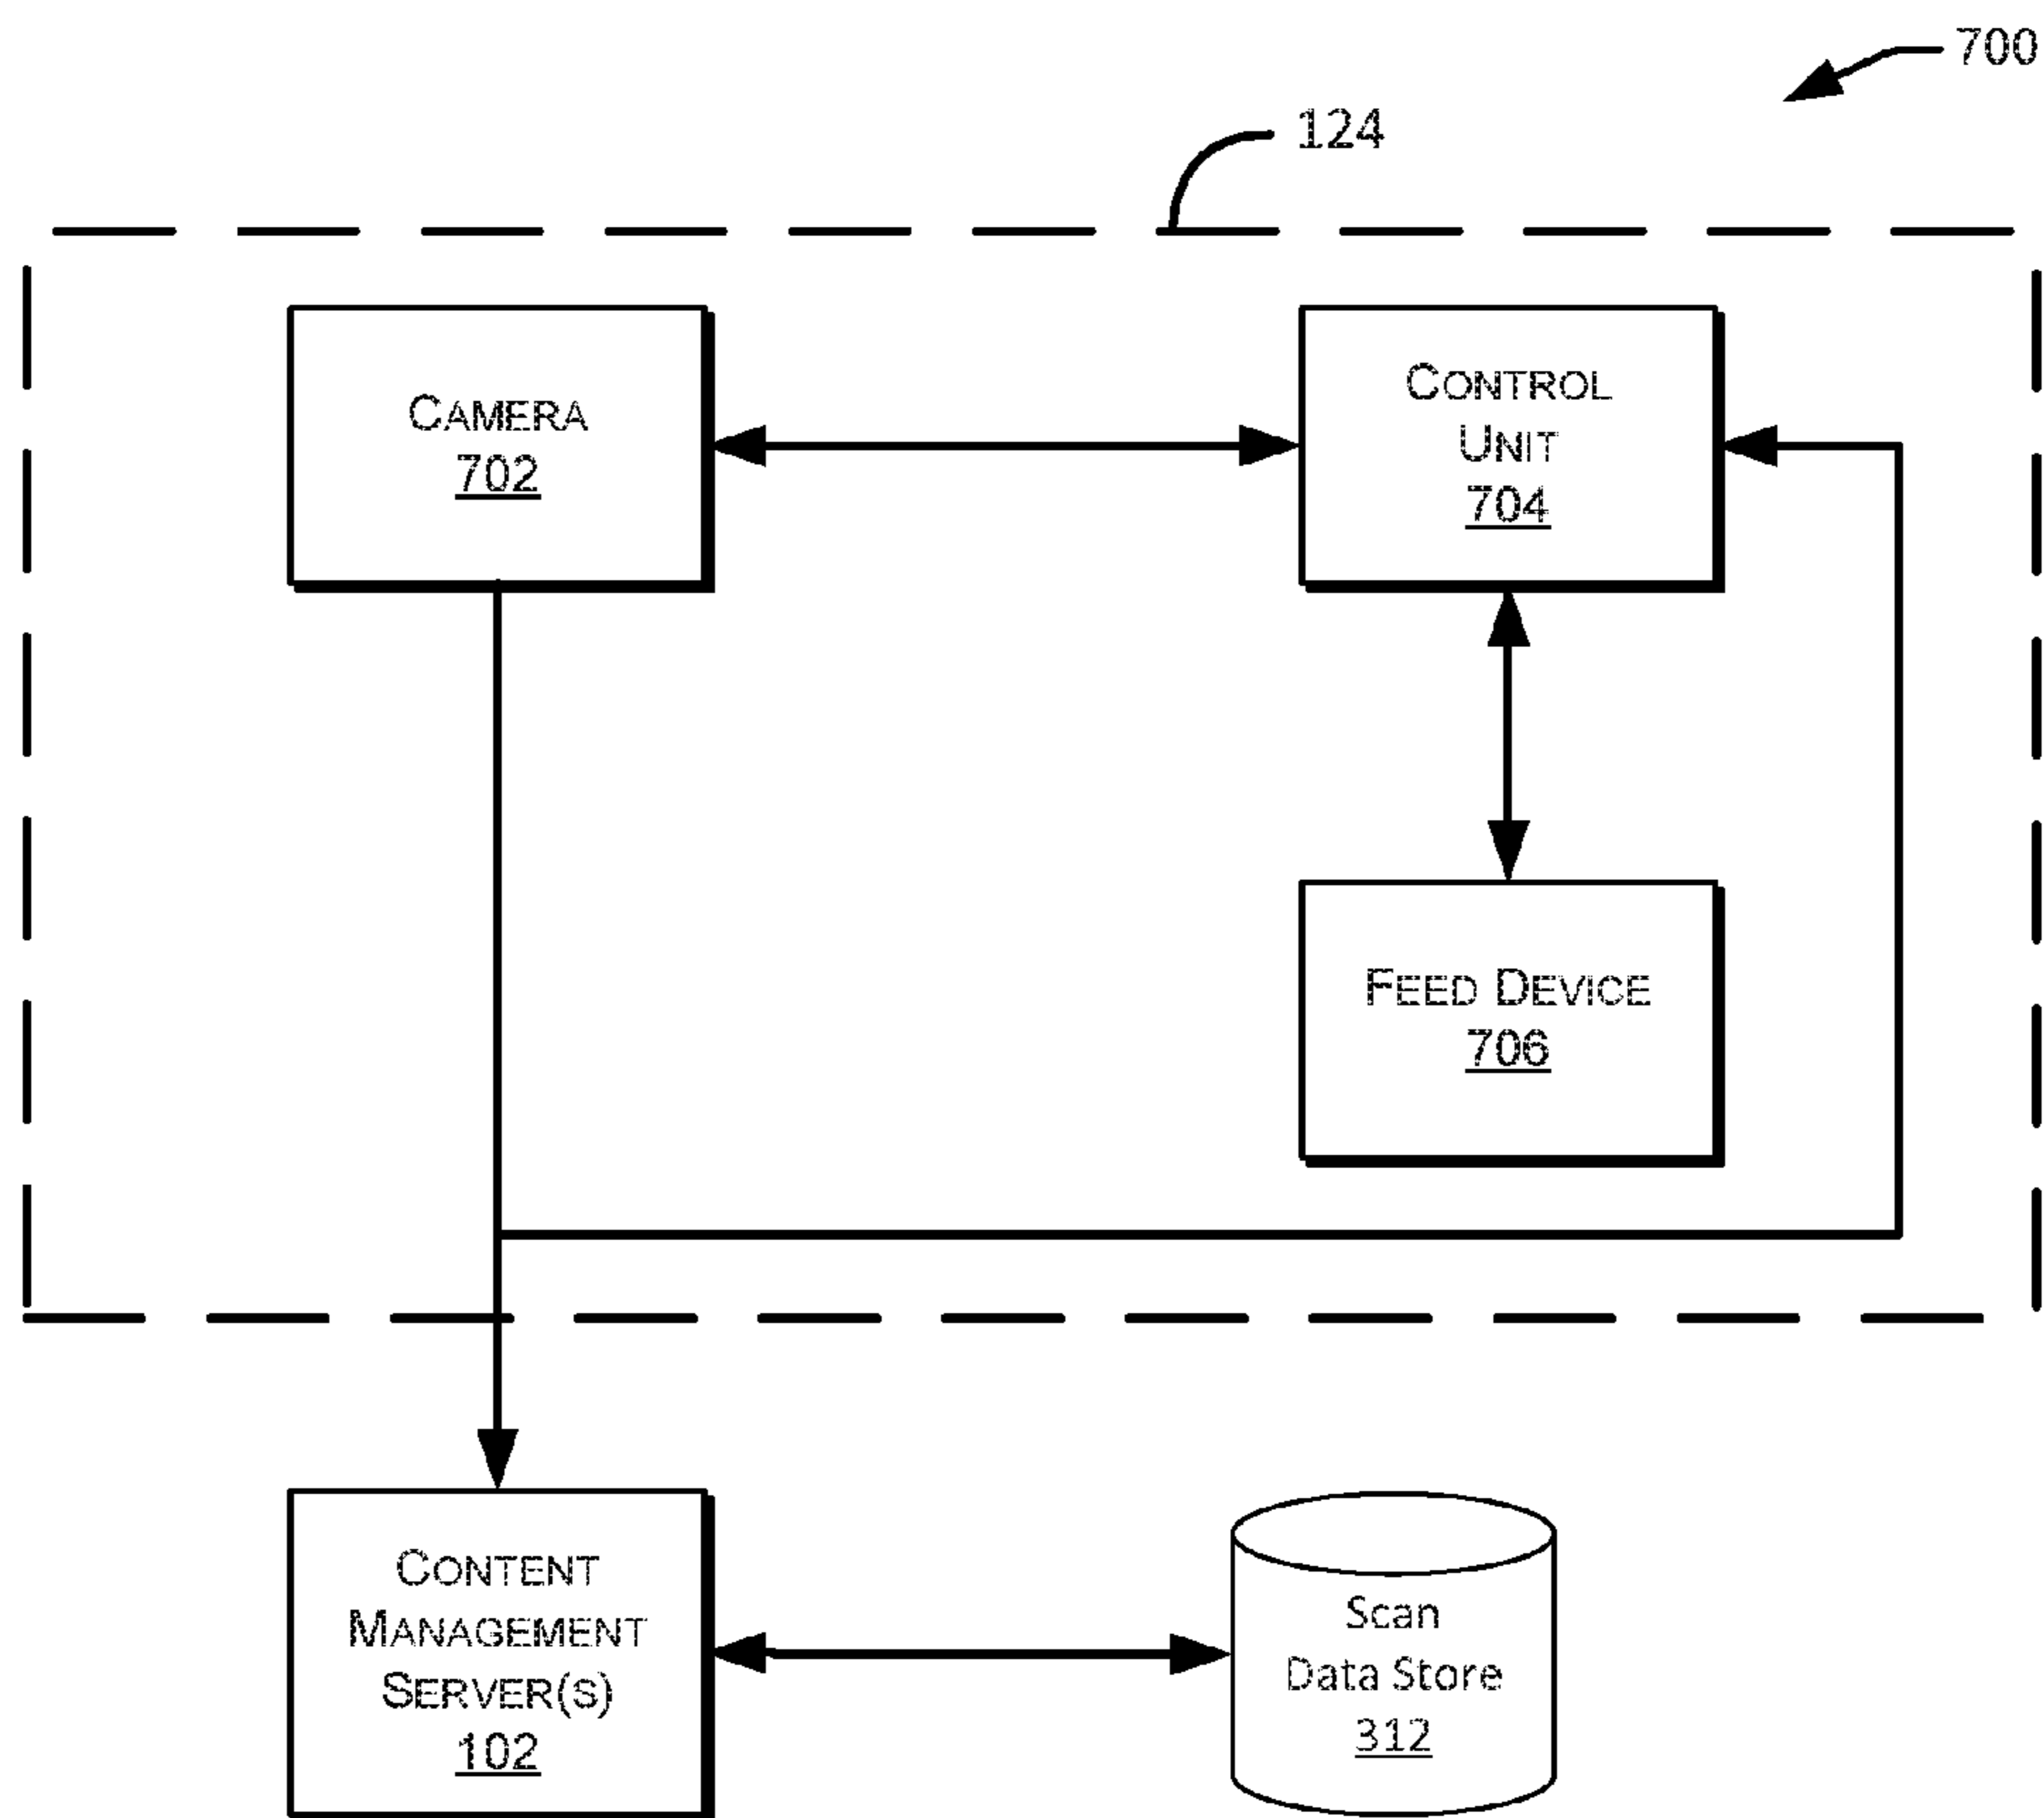 700
124
CAMERA
702
CONTROL
UNIT
704
FEED DEVICE
706
CONTENT
MANAGEMENT
SERVER(S)
102
Scan
Data Store
312